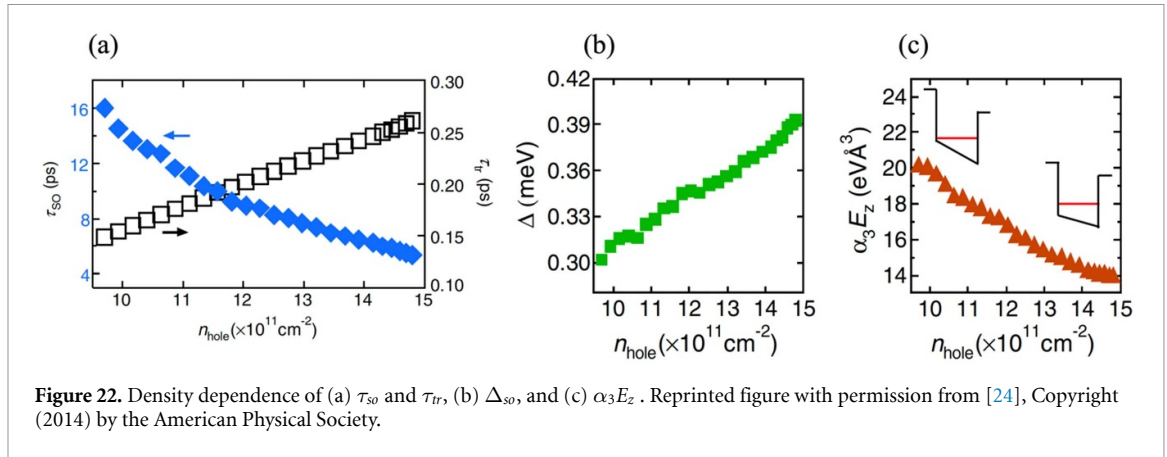 (a)
(b)
(c)
16
12
8
4
τSO (ps)
0.30
0.25
0.20
0.15
0.10
τtr (ps)
10 11 12 13 14 15
nhole(×10¹¹cm⁻²)
0.42
0.39
0.36
0.33
0.30
Δ (meV)
10 11 12 13 14 15
nhole(×10¹¹cm⁻²)
24
22
20
18
16
14
α₃Ez (eVÅ³)
10 11 12 13 14 15
nhole(×10¹¹cm⁻²)
Figure 22. Density dependence of (a) τso and τtr, (b) Δso, and (c) α₃Ez . Reprinted figure with permission from [24], Copyright
(2014) by the American Physical Society.